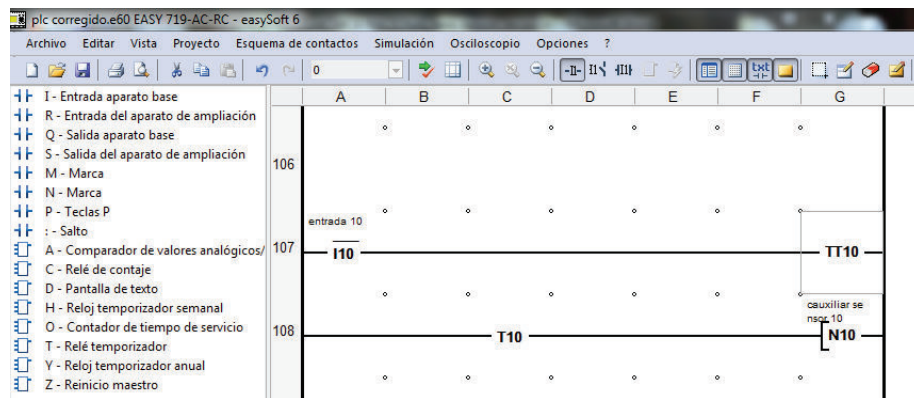 plc corregido.e60 EASY 719-AC-RC - easySoft 6
Archivo Editar Vista Proyecto Esquema de contactos Simulación Osciloscopio Opciones ?
0
txt
I - Entrada aparato base
R - Entrada del aparato de ampliación
Q - Salida aparato base
S - Salida del aparato de ampliación
M - Marca
N - Marca
P - Teclas P
: - Salto
A - Comparador de valores analógicos/
C - Relé de contaje
D - Pantalla de texto
H - Reloj temporizador semanal
O - Contador de tiempo de servicio
T - Relé temporizador
Y - Reloj temporizador anual
Z - Reinicio maestro
A B C D E F G
106
entrada 10
107 I10 TT10
cauxiliar se
nsor 10
108 T10 N10